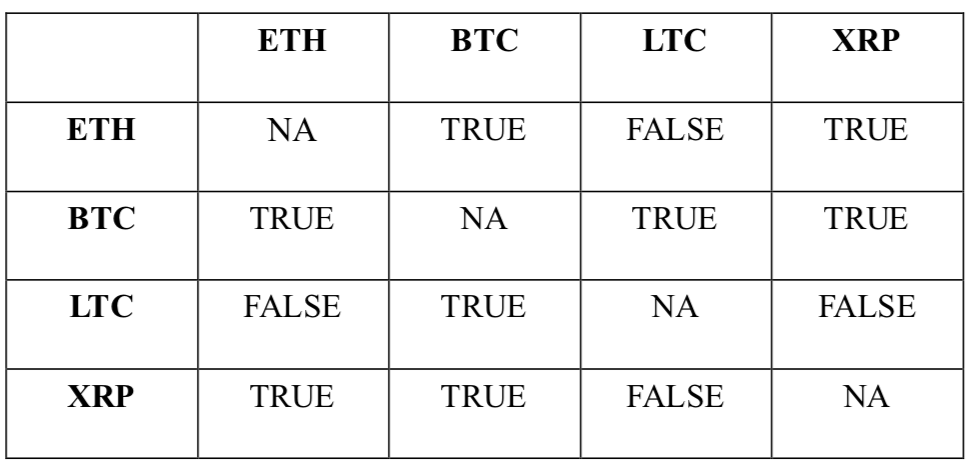 ETH BTC LTC XRP
ETH NA TRUE FALSE TRUE
BTC TRUE NA TRUE TRUE
LTC FALSE TRUE NA FALSE
XRP TRUE TRUE FALSE NA